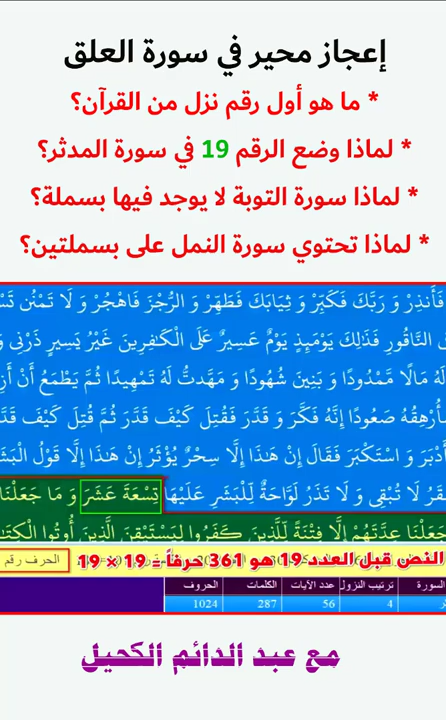 إعجاز محير في سورة العلق
* ما هو أول رقم نزل من القرآن؟
* لماذا وضع الرقم 19 في سورة المدثر؟
* لماذا سورة التوبة لا يوجد فيها بسملة؟
* لماذا تحتوي سورة النمل على بسملتين؟
فَأَنذِرْ وَ رَبَّكَ فَكَبِّرْ وَ ثِيَابَكَ فَطَهِّرْ وَ الرُّجْزَ فَاهْجُرْ وَ لَا تَمْنُن
النَّاقُورِ فَذَٰلِكَ يَوْمَئِذٍ يَوْمٌ عَسِيرٌ عَلَى الْكَـٰفِرِينَ غَيْرُ يَسِيرٍ ذَرْنِي وَ
لَهُ مَالًا مَّمْدُودًا وَ بَنِينَ شُهُودًا وَ مَهَّدتُّ لَهُ تَمْهِيدًا ثُمَّ يَطْمَعُ أَنْ
سَأُرْهِقُهُ صَعُودًا إِنَّهُ فَكَّرَ وَ قَدَّرَ فَقُتِلَ كَيْفَ قَدَّرَ ثُمَّ قُتِلَ كَيْفَ
أَدْبَرَ وَ اسْتَكْبَرَ فَقَالَ إِنْ هَـٰذَا إِلَّا سِحْرٌ يُؤْثَرُ إِنْ هَـٰذَا إِلَّا قَوْلُ
لَا تُبْقِي وَ لَا تَذَرُ لَوَّاحَةٌ لِّلْبَشَرِ عَلَيْهَا تِسْعَةَ عَشَرَ وَ مَا جَعَلْنَا
جَعَلْنَا عِدَّتَهُمْ إِلَّا فِتْنَةً لِّلَّذِينَ كَفَرُوا لِيَسْتَيْقِنَ الَّذِينَ أُوتُوا
النص قبل العدد 19 هو 361 حرفاً = 19 × 19 الحرف رقم
السورة ترتيب النزول عدد الآيات الكلمات الحروف
4 56 287 1024
مع عبد الدائم الكحيل